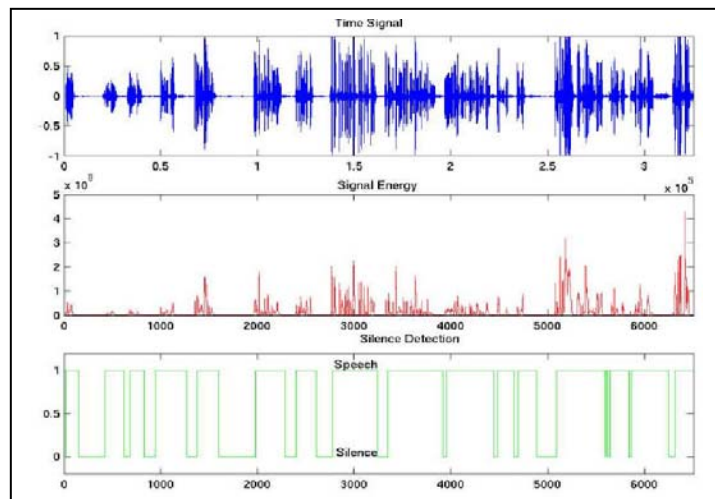 Time Signal
1
0.5
0
-0.5
-1
0 0.5 1 1.5 2 2.5 3
x 10⁵
x 10
Signal Energy
5
4
3
2
1
0
0 1000 2000 3000 4000 5000 6000
Silence Detection
Speech
1
0.5
0
Silence
0 1000 2000 3000 4000 5000 6000